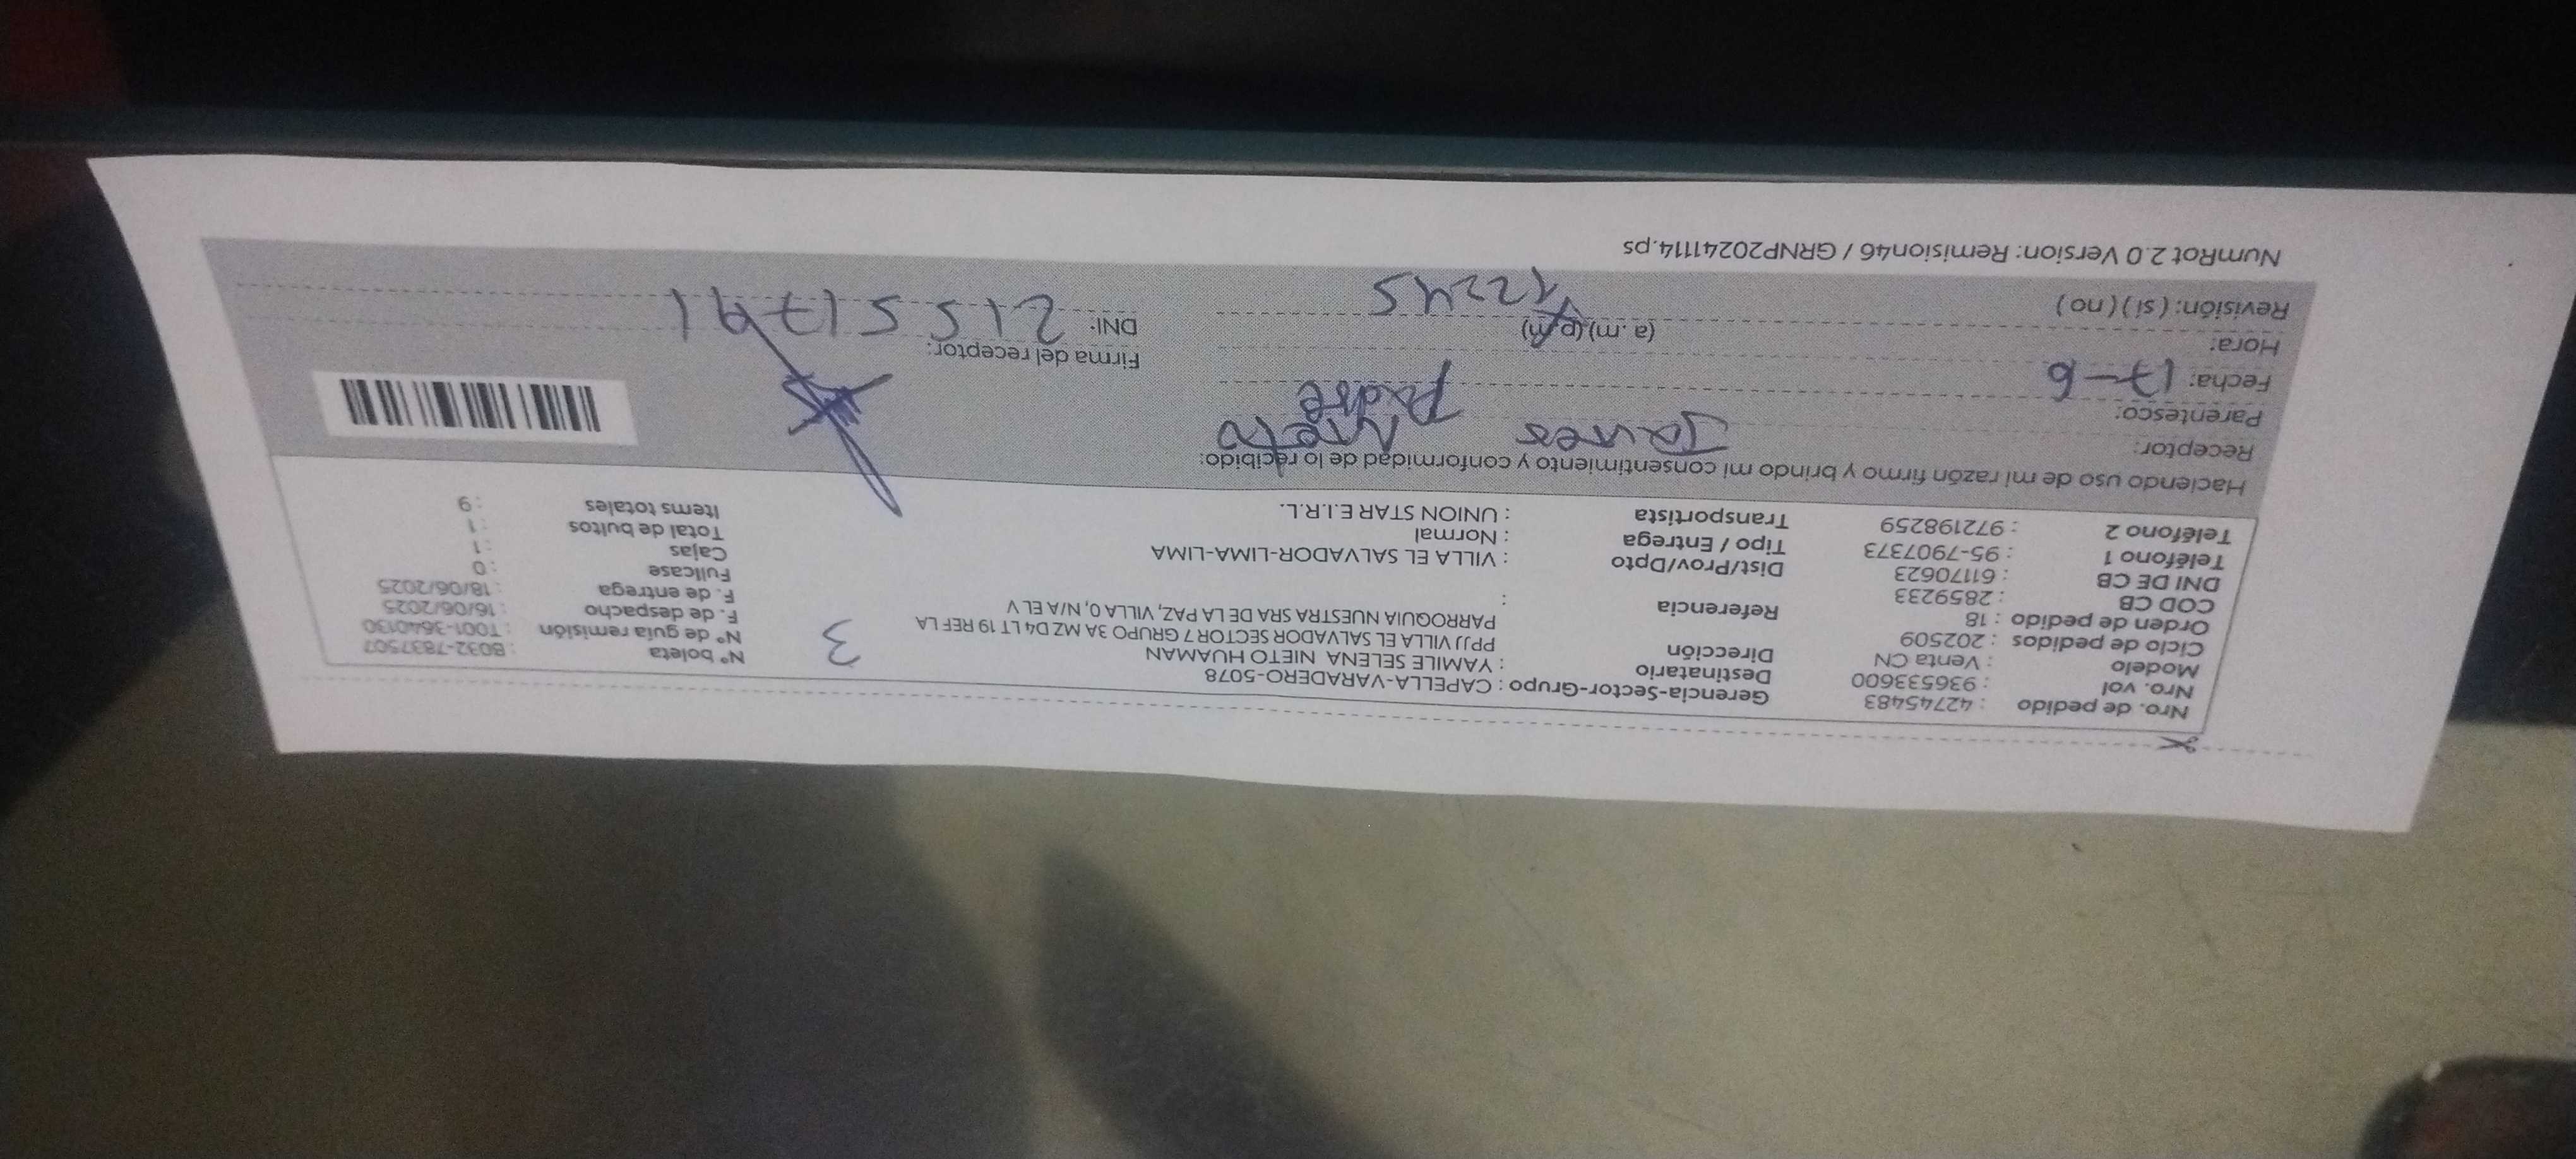 Nro. de pedido : 42745483 Gerencia-Sector-Grupo : CAPELLA-VARADERO-5078 N° boleta : B032-7837507
Nro. vol : 936533600 Destinatario : YAMILE SELENA NIETO HUAMAN N° de guía remisión : T001-3640130
Modelo : Venta CN Dirección PPJJ VILLA EL SALVADOR SECTOR 7 GRUPO 3A MZ D4 LT 19 REF LA 3 F. de despacho : 16/06/2025
Ciclo de pedidos : 202509 PARROQUIA NUESTRA SRA DE LA PAZ, VILLA 0, N/A EL V F. de entrega : 18/06/2025
Orden de pedido : 18 Referencia : Fullcase : 0
COD CB : 2859233 Dist/Prov/Dpto : VILLA EL SALVADOR-LIMA-LIMA Cajas : 1
DNI DE CB : 61170623 Tipo / Entrega : Normal Total de bultos : 1
Teléfono 1 : 95-7907373 Transportista : UNION STAR E.I.R.L. Items totales : 9
Teléfono 2 : 972198259
Haciendo uso de mi razón firmo y brindo mi consentimiento y conformidad de lo recibido:
Receptor: Nieto
Parentesco: Padre
Fecha: 17-6 Firma del receptor:
Hora: (a. m) (p. m) 1245 DNI:
Revisión: ( si ) ( no )
NumRot 2.0 Version: Remision46 / GRNP20241114.ps